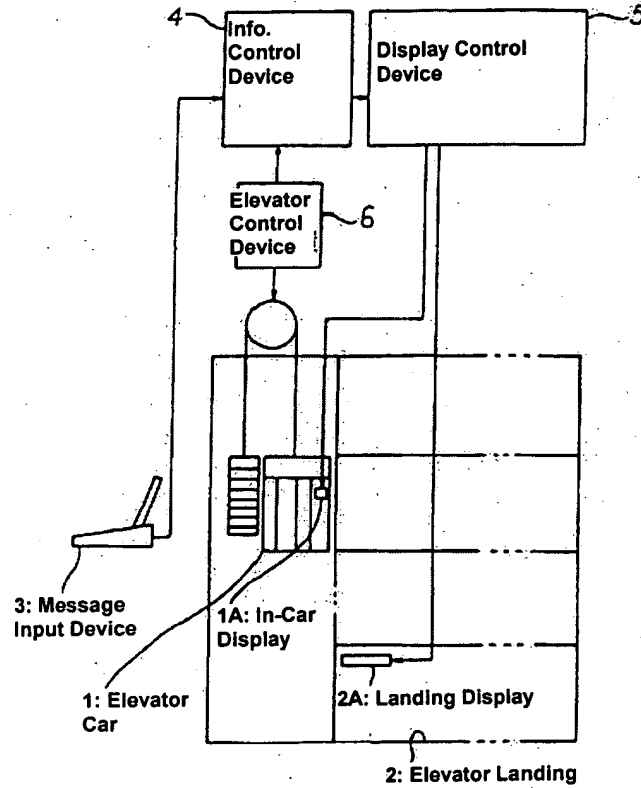 4
Info.
Control
Device
Display Control
Device
5
Elevator
Control
Device
6
3: Message
Input Device
1A: In-Car
Display
1: Elevator
Car
2A: Landing Display
2: Elevator Landing